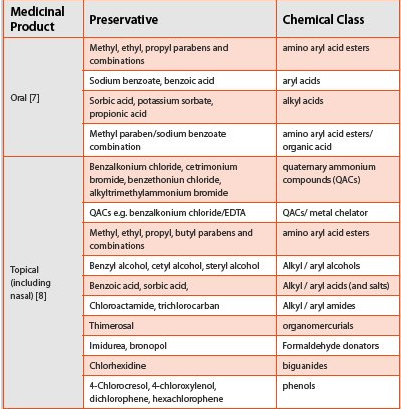 Medicinal
Product
Preservative
Chemical Class
Oral [7]
Methyl, ethyl, propyl parabens and
combinations
amino aryl acid esters
Sodium benzoate, benzoic acid
aryl acids
Sorbic acid, potassium sorbate,
propionic acid
alkyl acids
Methyl paraben/sodium benzoate
combination
amino aryl acid esters/
organic acid
Topical
(including
nasal) [8]
Benzalkonium chloride, cetrimonium
bromide, benzethoniun chloride,
alkyltrimethylammonium bromide
quaternary ammonium
compounds (QACs)
QACs e.g. benzalkonium chloride/EDTA
QACs/ metal chelator
Methyl, ethyl, propyl, butyl parabens and
combinations
amino aryl acid esters
Benzyl alcohol, cetyl alcohol, steryl alcohol
Alkyl / aryl alcohols
Benzoic acid, sorbic acid,
Alkyl / aryl acids (and salts)
Chloroactamide, trichlorocarban
Alkyl / aryl amides
Thimerosal
organomercurials
Imidurea, bronopol
Formaldehyde donators
Chlorhexidine
biguanides
4-Chlorocresol, 4-chloroxylenol,
dichlorophene, hexachlorophene
phenols